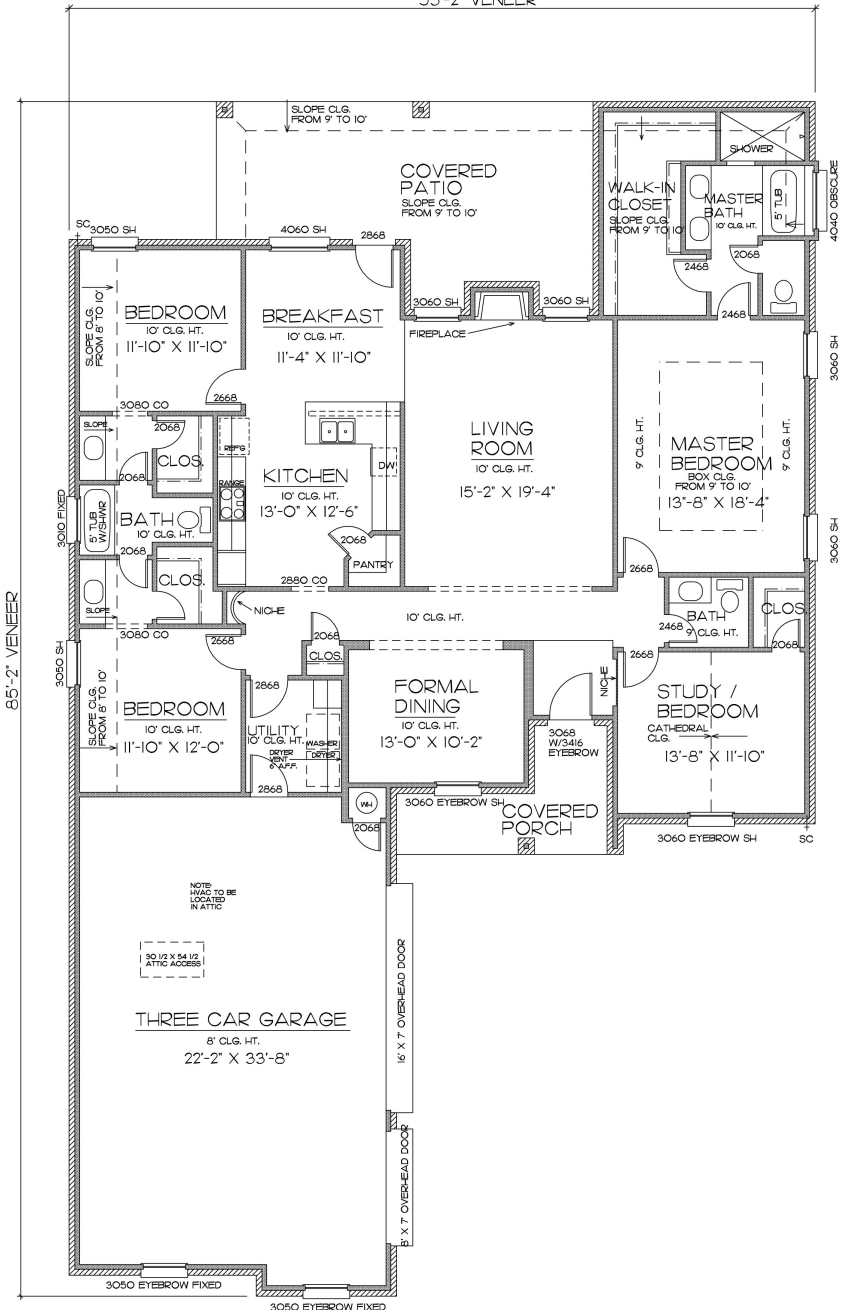 SLOPE CLG.
FROM 9' TO 10'
COVERED
PATIO
SLOPE CLG.
FROM 9' TO 10'
SHOWER
WALK-IN
CLOSET
SLOPE CLG.
FROM 9' TO 10'
MASTER
BATH
10' CLG. HT.
5' TUB
4040 OBSCURE
SC
3050 SH
4060 SH
2868
2468
2068
2468
3060 SH
3060 SH
FIREPLACE
SLOPE CLG.
FROM 8' TO 10'
BEDROOM
10' CLG. HT.
11'-10" X 11'-10"
BREAKFAST
10' CLG. HT.
11'-4" X 11'-10"
3060 SH
2668
3080 CO
LIVING
ROOM
10' CLG. HT.
15'-2" X 19'-4"
9' CLG. HT.
MASTER
BEDROOM
BOX CLG.
FROM 9' TO 10'
13"-8" X 18'-4"
9' CLG. HT.
SLOPE
2068
CLOS.
REF'G
RANGE
DW
KITCHEN
10' CLG. HT.
13'-0" X 12'-6"
2068
3010 FIXED
5' TUB
W/SHWR
BATH
10' CLG. HT.
2068
CLOS.
2068
PANTRY
3060 SH
2668
SLOPE
2880 CO
NICHE
10' CLG. HT.
3080 CO
2668
2068
CLOS.
2468
BATH
9' CLG. HT.
CLOS.
2068
3050 SH
85'-2" VENEER
SLOPE CLG.
FROM 8' TO 10'
BEDROOM
10' CLG. HT.
11'-10" X 12'-0"
2868
UTILITY
10' CLG. HT.
WASHER
DRYER
VENT
6" A.F.F.
DRYER
2868
FORMAL
DINING
10' CLG. HT.
13'-0" X 10'-2"
NICHE
2668
3068
W/3416
EYEBROW
STUDY /
BEDROOM
CATHEDRAL
CLG.
13'-8" X 11'-10"
3060 EYEBROW SH
COVERED
PORCH
3060 EYEBROW SH
SC
WH
2068
NOTE:
HVAC TO BE
LOCATED
IN ATTIC
30 1/2 X 54 1/2
ATTIC ACCESS
THREE CAR GARAGE
8' CLG. HT.
22'-2" X 33'-8"
16' X 7' OVERHEAD DOOR
8' X 7' OVERHEAD DOOR
3050 EYEBROW FIXED
3050 EYEBROW FIXED